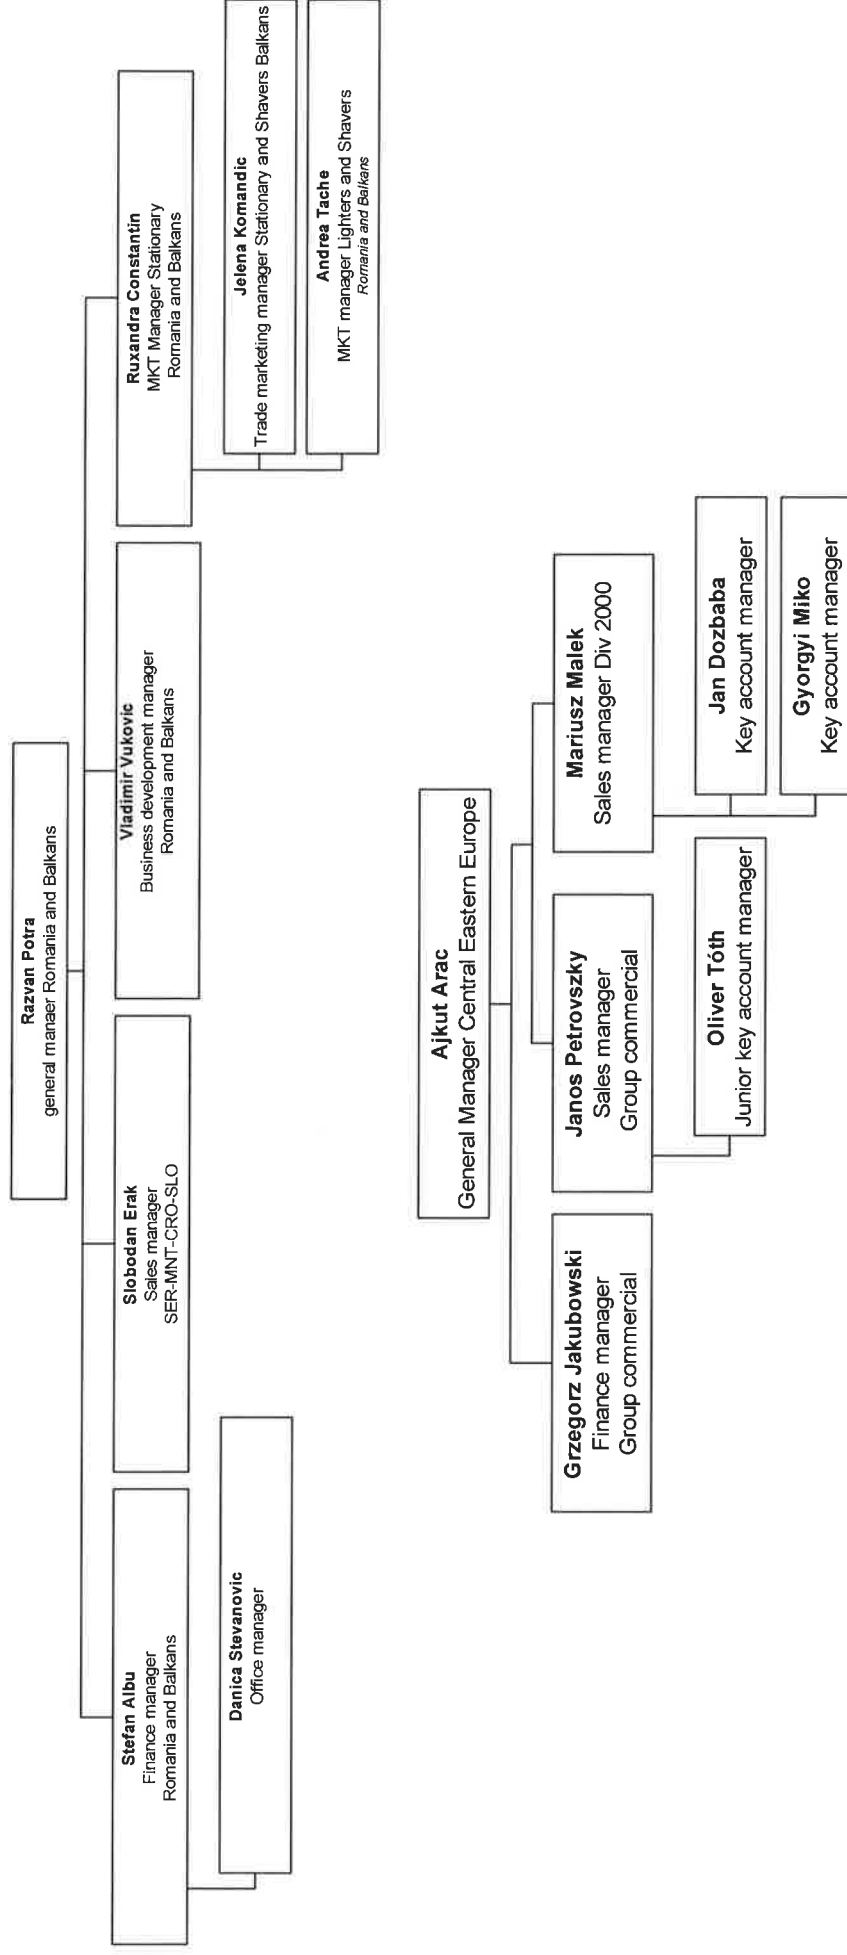 Razvan Potra
general manaer Romania and Balkans
Stefan Albu
Finance manager
Romania and Balkans
Slobodan Erak
Sales manager
SER-MNT-CRO-SLO
Vladimir Vukovic
Business development manager
Romania and Balkans
Ruxandra Constantin
MKT Manager Stationary
Romania and Balkans
Danica Stevanovic
Office manager
Jelena Komandic
Trade marketing manager Stationary and Shavers Balkans
Andrea Tache
MKT manager Lighters and Shavers
Romania and Balkans
Ajkut Arac
General Manager Central Eastern Europe
Grzegorz Jakubowski
Finance manager
Group commercial
Janos Petrovszky
Sales manager
Group commercial
Mariusz Malek
Sales manager Div 2000
Oliver Tóth
Junior key account manager
Jan Dozbaba
Key account manager
Gyorgyi Miko
Key account manager